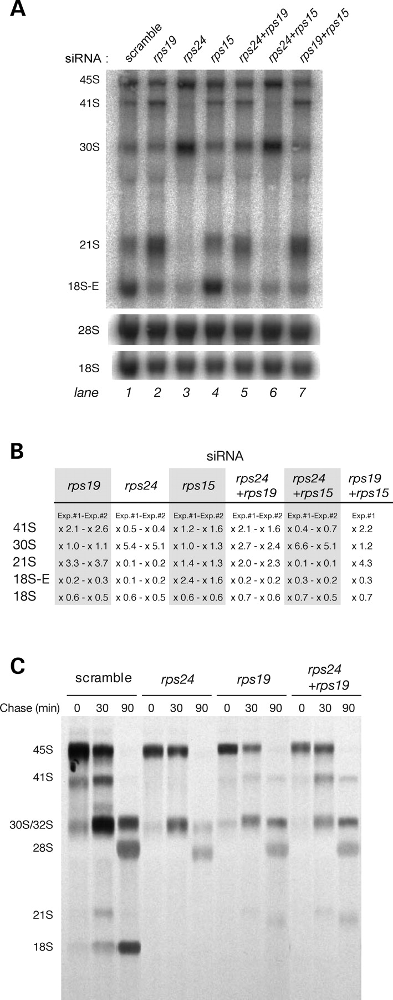 A
siRNA : scramble rps19 rps24 rps15 rps24+rps19 rps24+rps15 rps19+rps15
45S
41S
30S
21S
18S-E
28S
18S
lane 1 2 3 4 5 6 7
B
siRNA
rps19 rps24 rps15 rps24 +rps19 rps24 +rps15 rps19 +rps15
Exp.#1-Exp.#2 Exp.#1-Exp.#2 Exp.#1-Exp.#2 Exp.#1-Exp.#2 Exp.#1-Exp.#2 Exp.#1
41S x 2.1 - x 2.6 x 0.5 - x 0.4 x 1.2 - x 1.6 x 2.1 - x 1.6 x 0.4 - x 0.7 x 2.2
30S x 1.0 - x 1.1 x 5.4 - x 5.1 x 1.0 - x 1.3 x 2.7 - x 2.4 x 6.6 - x 5.1 x 1.2
21S x 3.3 - x 3.7 x 0.1 - x 0.2 x 1.4 - x 1.3 x 2.0 - x 2.3 x 0.1 - x 0.1 x 4.3
18S-E x 0.2 - x 0.3 x 0.1 - x 0.2 x 2.4 - x 1.6 x 0.2 - x 0.2 x 0.3 - x 0.2 x 0.3
18S x 0.6 - x 0.5 x 0.6 - x 0.5 x 0.6 - x 0.6 x 0.7 - x 0.6 x 0.7 - x 0.5 x 0.7
C
scramble rps24 rps19 rps24 +rps19
Chase (min) 0 30 90 0 30 90 0 30 90 0 30 90
45S
41S
30S/32S
28S
21S
18S